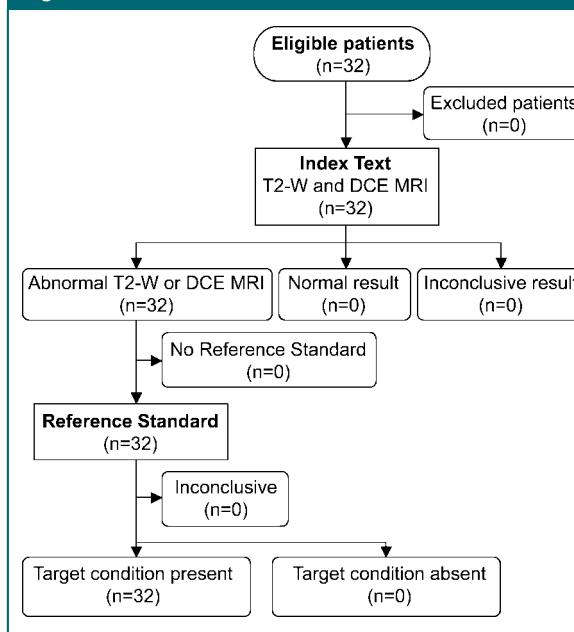 Eligible patients
(n=32)
Excluded patients
(n=0)
Index Text
T2-W and DCE MRI
(n=32)
Abnormal T2-W or DCE MRI
(n=32)
Normal result
(n=0)
Inconclusive result
(n=0)
No Reference Standard
(n=0)
Reference Standard
(n=32)
Inconclusive
(n=0)
Target condition present
(n=32)
Target condition absent
(n=0)